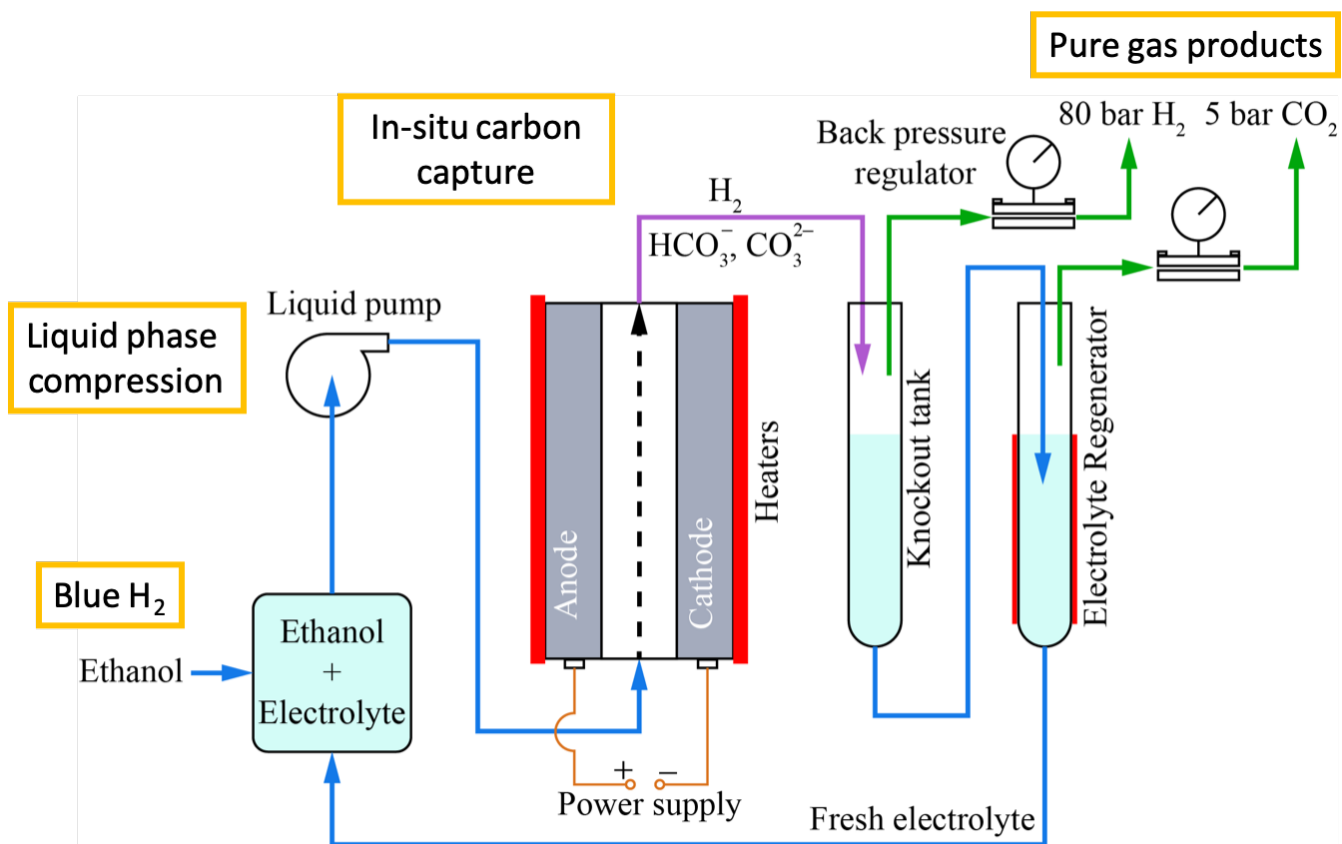 Pure gas products
In-situ carbon
capture
80 bar H₂
5 bar CO₂
Back pressure
regulator
H₂
HCO₃⁻, CO₃²⁻
Liquid pump
Liquid phase
compression
Anode
Cathode
Heaters
Knockout tank
Electrolyte Regenerator
Blue H₂
Ethanol
Ethanol
+
Electrolyte
+ −
Power supply
Fresh electrolyte